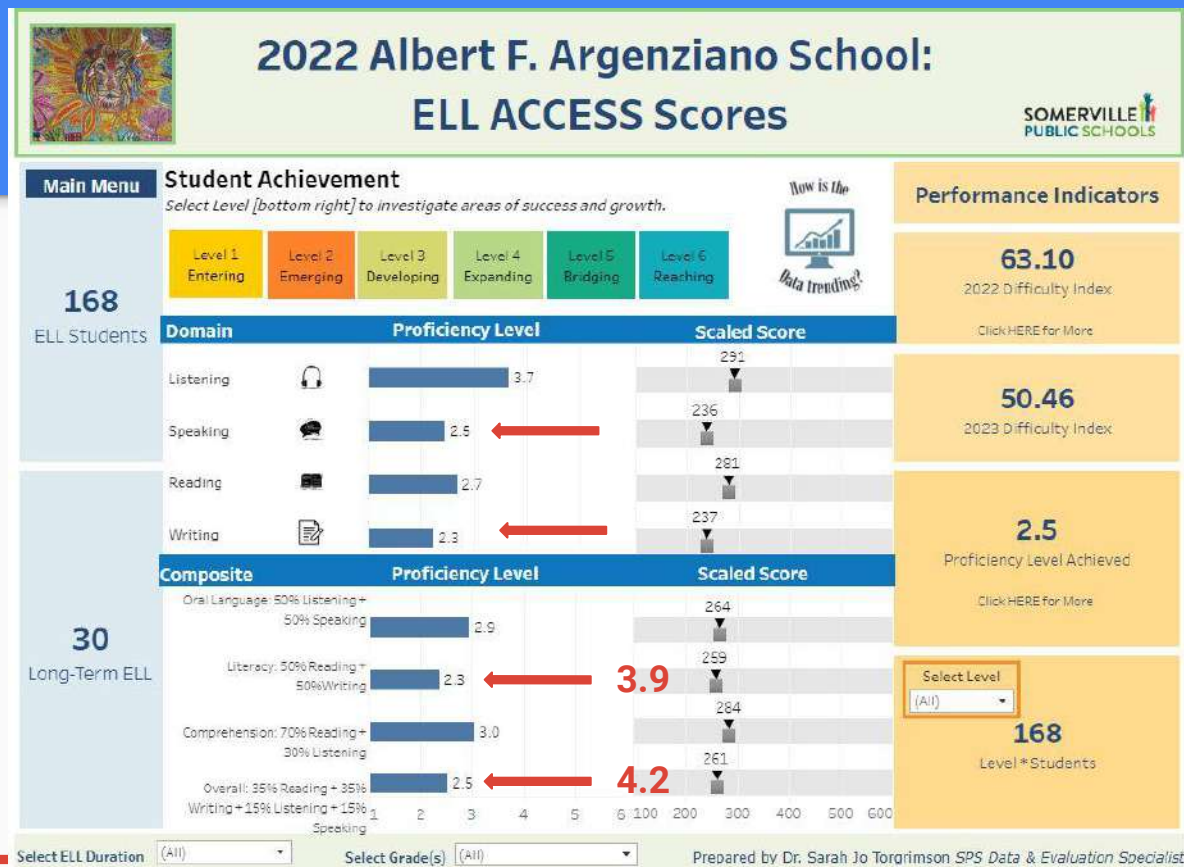 2022 Albert F. Argenziano School:
ELL ACCESS Scores
SOMERVILLE
PUBLIC SCHOOLS
Main Menu
168
ELL Students
30
Long-Term ELL
Student Achievement
Select Level [bottom right] to investigate areas of success and growth.
How is the
Data trending?
Level 1
Entering
Level 2
Emerging
Level 3
Developing
Level 4
Expanding
Level 5
Bridging
Level 6
Reaching
Domain Proficiency Level Scaled Score
Listening 3.7 291
Speaking 2.5 236
Reading 2.7 281
Writing 2.3 237
Composite Proficiency Level Scaled Score
Oral Language: 50% Listening +
50% Speaking
2.9 264
Literacy: 50% Reading +
50% Writing
2.3 3.9 259
Comprehension: 70% Reading +
30% Listening
3.0 284
Overall: 35% Reading + 35%
Writing + 15% Listening + 15%
Speaking
2.5 4.2 261
1 2 3 4 5 6 100 200 300 400 500 600
Performance Indicators
63.10
2022 Difficulty Index
Click HERE for More
50.46
2023 Difficulty Index
2.5
Proficiency Level Achieved
Click HERE for More
Select Level
(All)
168
Level * Students
Select ELL Duration (All) Select Grade(s) (All) Prepared by Dr. Sarah Jo Torgrimson SPS Data & Evaluation Specialist